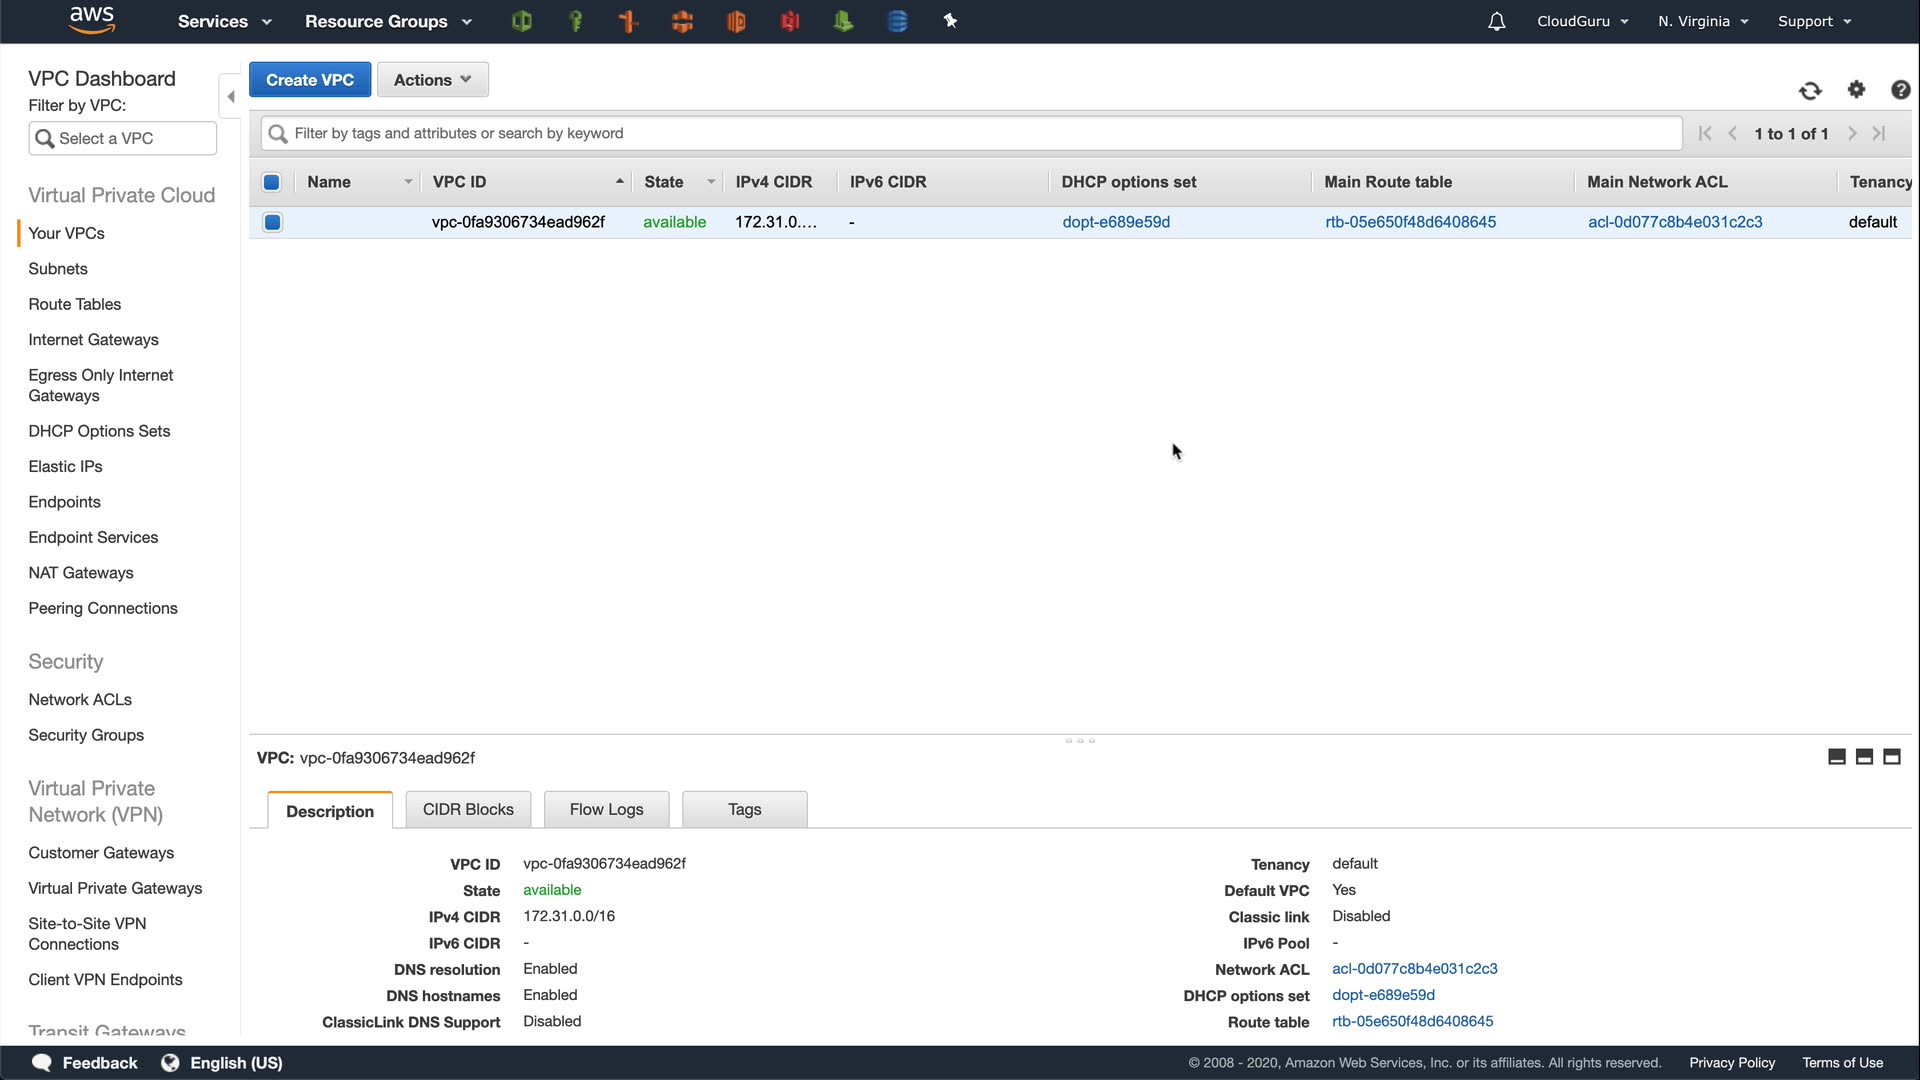 aws
Services
Resource Groups
CloudGuru
N. Virginia
Support
VPC Dashboard
Filter by VPC:
Select a VPC
Virtual Private Cloud
Your VPCs
Subnets
Route Tables
Internet Gateways
Egress Only Internet
Gateways
DHCP Options Sets
Elastic IPs
Endpoints
Endpoint Services
NAT Gateways
Peering Connections
Security
Network ACLs
Security Groups
Virtual Private
Network (VPN)
Customer Gateways
Virtual Private Gateways
Site-to-Site VPN
Connections
Client VPN Endpoints
Transit Gateways
Create VPC
Actions
Filter by tags and attributes or search by keyword
1 to 1 of 1
Name VPC ID State IPv4 CIDR IPv6 CIDR DHCP options set Main Route table Main Network ACL Tenancy
vpc-0fa9306734ead962f available 172.31.0.… - dopt-e689e59d rtb-05e650f48d6408645 acl-0d077c8b4e031c2c3 default
VPC: vpc-0fa9306734ead962f
Description CIDR Blocks Flow Logs Tags
VPC ID vpc-0fa9306734ead962f
State available
IPv4 CIDR 172.31.0.0/16
IPv6 CIDR -
DNS resolution Enabled
DNS hostnames Enabled
ClassicLink DNS Support Disabled
Tenancy default
Default VPC Yes
Classic link Disabled
IPv6 Pool -
Network ACL acl-0d077c8b4e031c2c3
DHCP options set dopt-e689e59d
Route table rtb-05e650f48d6408645
Feedback
English (US)
© 2008 - 2020, Amazon Web Services, Inc. or its affiliates. All rights reserved.
Privacy Policy
Terms of Use